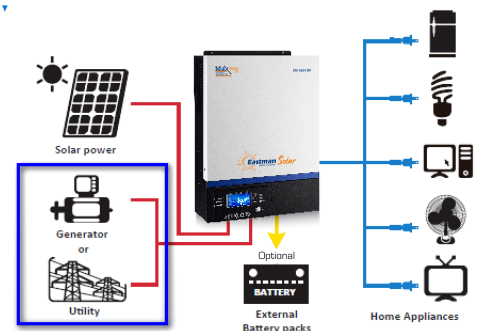 Solar power
Generator
or
Utility
Eastman Solar
Optional
BATTERY
External
Battery packs
Home Appliances